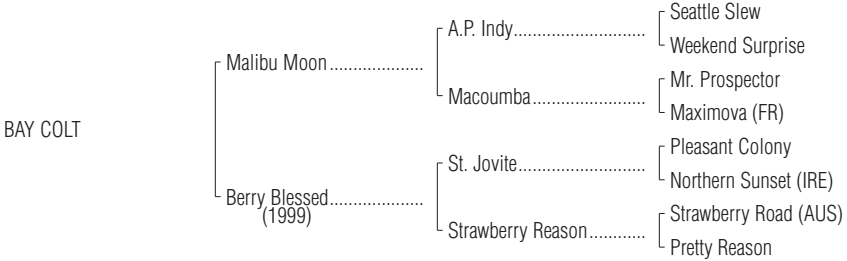 Seattle Slew
A.P. Indy
Weekend Surprise
Malibu Moon
Mr. Prospector
Macoumba
Maximova (FR)
BAY COLT
Pleasant Colony
St. Jovite
Northern Sunset (IRE)
Berry Blessed
(1999)
Strawberry Road (AUS)
Strawberry Reason
Pretty Reason